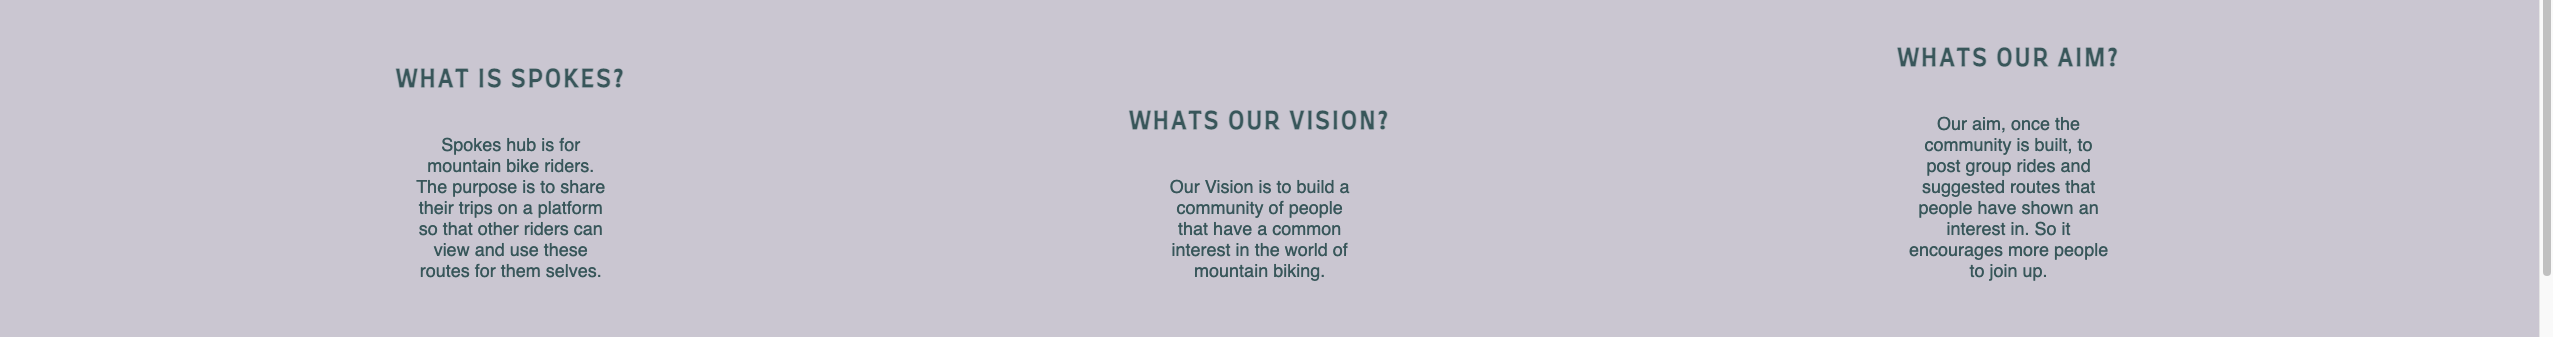 WHAT IS SPOKES?
Spokes hub is for
mountain bike riders.
The purpose is to share
their trips on a platform
so that other riders can
view and use these
routes for them selves.
WHATS OUR VISION?
Our Vision is to build a
community of people
that have a common
interest in the world of
mountain biking.
WHATS OUR AIM?
Our aim, once the
community is built, to
post group rides and
suggested routes that
people have shown an
interest in. So it
encourages more people
to join up.